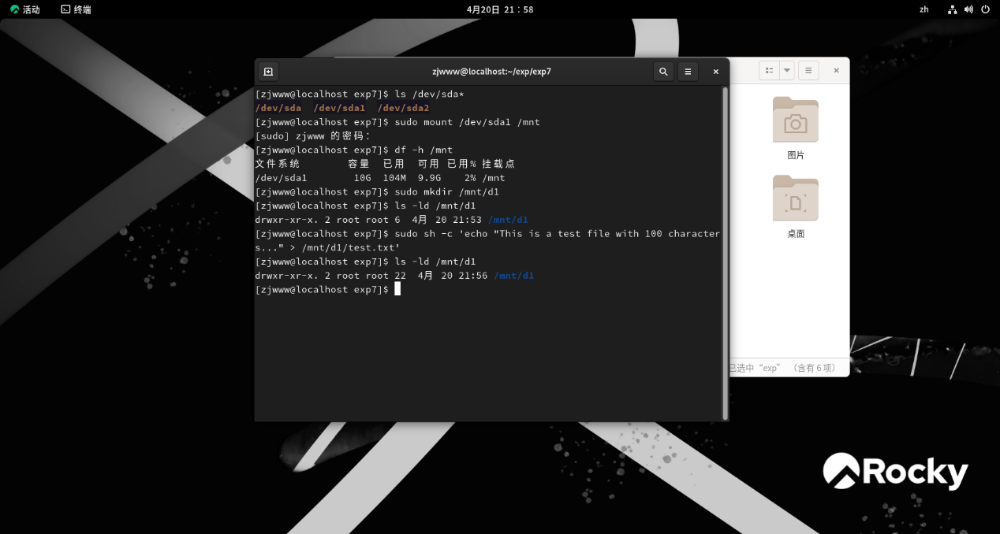 活动 终端 4月20日 21：58 zh
zjwww@localhost:~/exp/exp7
[zjwww@localhost exp7]$ ls /dev/sda*
/dev/sda /dev/sda1 /dev/sda2
[zjwww@localhost exp7]$ sudo mount /dev/sda1 /mnt
[sudo] zjwww 的密码：
[zjwww@localhost exp7]$ df -h /mnt
文件系统 容量 已用 可用 已用% 挂载点
/dev/sda1 10G 104M 9.9G 2% /mnt
[zjwww@localhost exp7]$ sudo mkdir /mnt/d1
[zjwww@localhost exp7]$ ls -ld /mnt/d1
drwxr-xr-x. 2 root root 6 4月 20 21:53 /mnt/d1
[zjwww@localhost exp7]$ sudo sh -c 'echo "This is a test file with 100 character
s..." > /mnt/d1/test.txt'
[zjwww@localhost exp7]$ ls -ld /mnt/d1
drwxr-xr-x. 2 root root 22 4月 20 21:56 /mnt/d1
[zjwww@localhost exp7]$
图片
桌面
已选中“exp” （含有 6 项）
Rocky